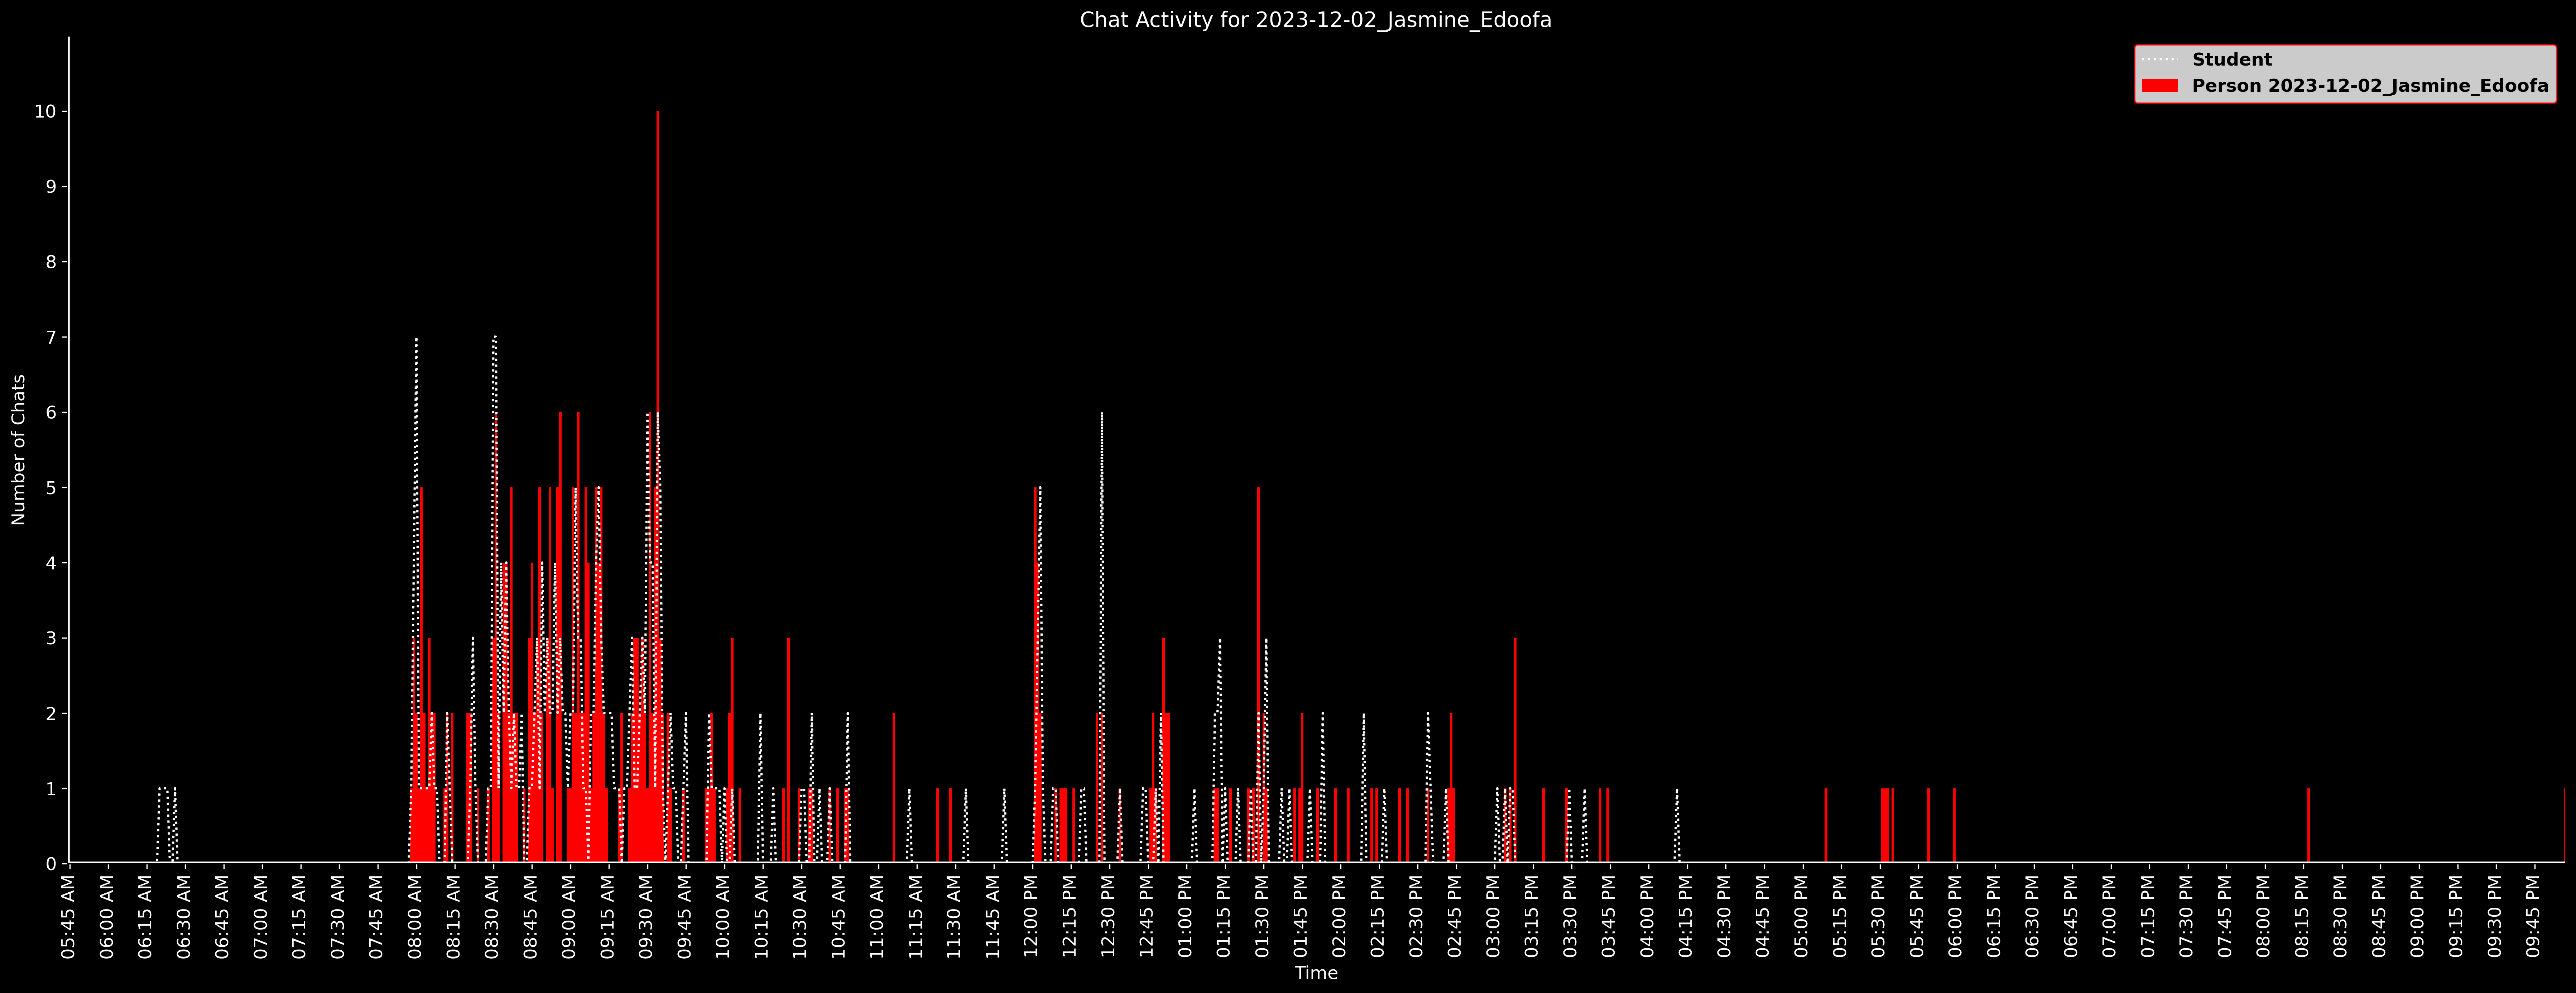 Chat Activity for 2023-12-02_Jasmine_Edoofa
Student
Person 2023-12-02_Jasmine_Edoofa
Number of Chats
10
9
8
7
6
5
4
3
2
1
0
05:45 AM
06:00 AM
06:15 AM
06:30 AM
06:45 AM
07:00 AM
07:15 AM
07:30 AM
07:45 AM
08:00 AM
08:15 AM
08:30 AM
08:45 AM
09:00 AM
09:15 AM
09:30 AM
09:45 AM
10:00 AM
10:15 AM
10:30 AM
10:45 AM
11:00 AM
11:15 AM
11:30 AM
11:45 AM
12:00 PM
12:15 PM
12:30 PM
12:45 PM
01:00 PM
01:15 PM
01:30 PM
01:45 PM
02:00 PM
02:15 PM
02:30 PM
02:45 PM
03:00 PM
03:15 PM
03:30 PM
03:45 PM
04:00 PM
04:15 PM
04:30 PM
04:45 PM
05:00 PM
05:15 PM
05:30 PM
05:45 PM
06:00 PM
06:15 PM
06:30 PM
06:45 PM
07:00 PM
07:15 PM
07:30 PM
07:45 PM
08:00 PM
08:15 PM
08:30 PM
08:45 PM
09:00 PM
09:15 PM
09:30 PM
09:45 PM
Time